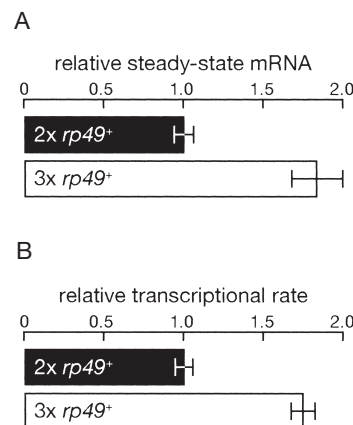 A
relative steady-state mRNA
0 0.5 1.0 1.5 2.0
2x rp49⁺
3x rp49⁺
B
relative transcriptional rate
0 0.5 1.0 1.5 2.0
2x rp49⁺
3x rp49⁺